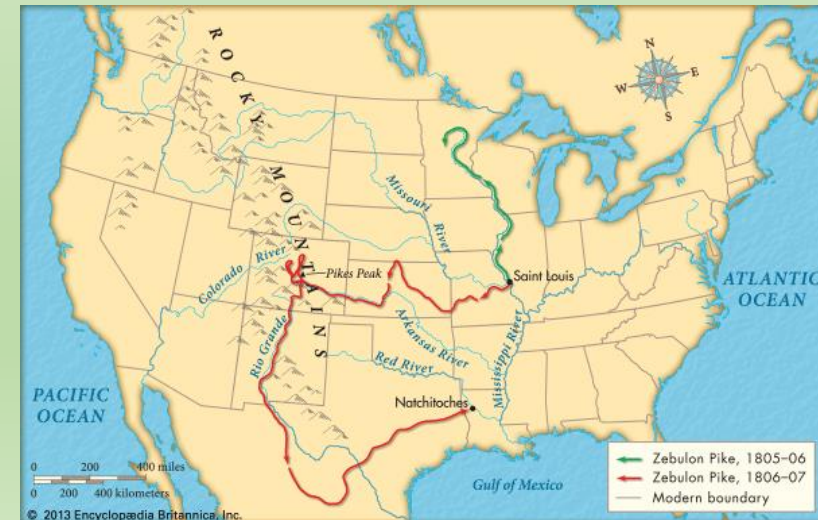 ROCKY MOUNTAINS
N
W
E
S
Missouri
River
Colorado River
Pikes Peak
Saint Louis
ATLANTIC
OCEAN
Arkansas River
Rio Grande
Red River
Mississippi River
Natchitoches
PACIFIC
OCEAN
Gulf of Mexico
0 200 400 miles
0 200 400 kilometers
Zebulon Pike, 1805–06
Zebulon Pike, 1806–07
Modern boundary
© 2013 Encyclopædia Britannica, Inc.